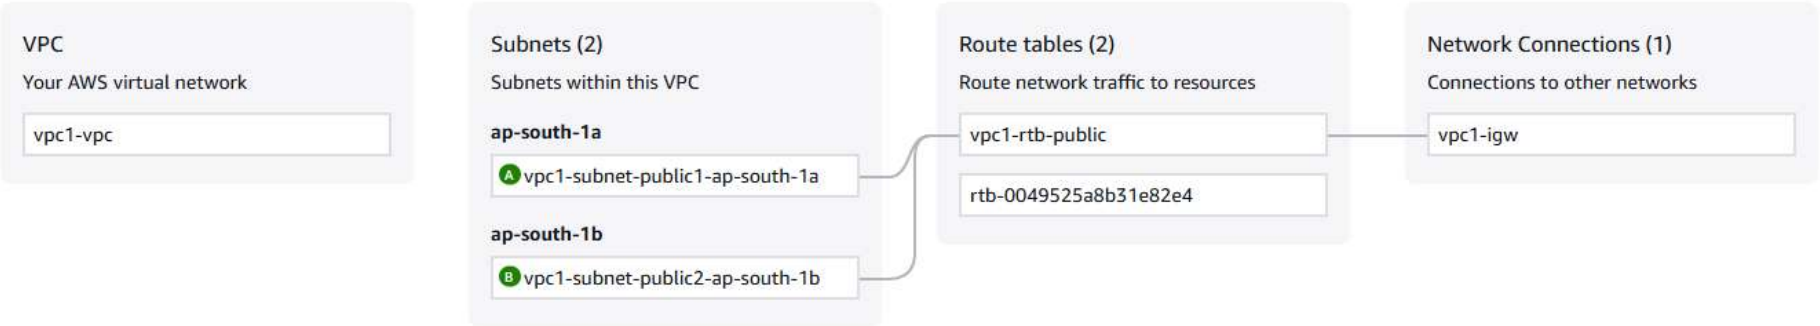 VPC
Your AWS virtual network
vpc1-vpc
Subnets (2)
Subnets within this VPC
ap-south-1a
A vpc1-subnet-public1-ap-south-1a
ap-south-1b
B vpc1-subnet-public2-ap-south-1b
Route tables (2)
Route network traffic to resources
vpc1-rtb-public
rtb-0049525a8b31e82e4
Network Connections (1)
Connections to other networks
vpc1-igw